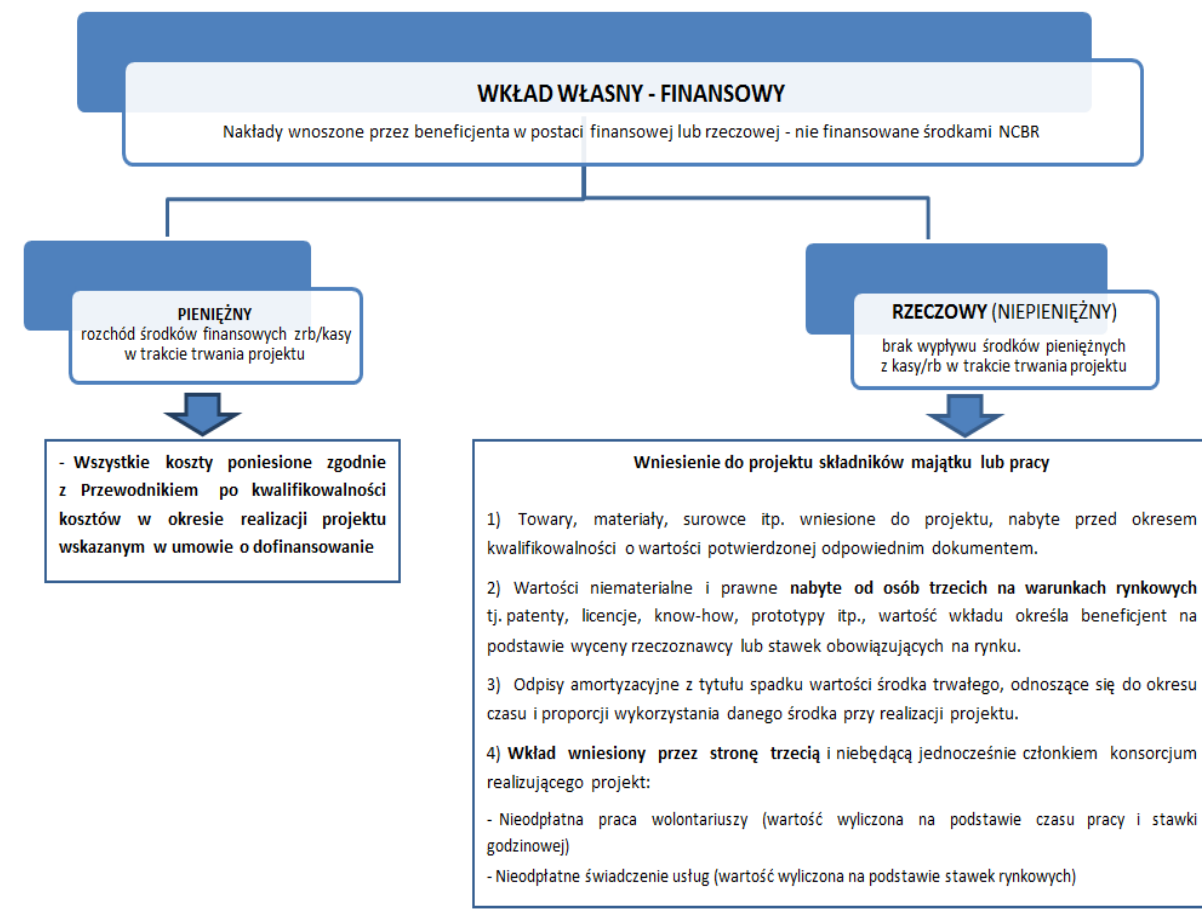 WKŁAD WŁASNY - FINANSOWY
Nakłady wnoszone przez beneficjenta w postaci finansowej lub rzeczowej - nie finansowane środkami NCBR
PIENIĘŻNY
rozchód środków finansowych zrb/kasy
w trakcie trwania projektu
- Wszystkie koszty poniesione zgodnie
z Przewodnikiem po kwalifikowalności
kosztów w okresie realizacji projektu
wskazanym w umowie o dofinansowanie
RZECZOWY (NIEPIENIĘŻNY)
brak wypływu środków pieniężnych
z kasy/rb w trakcie trwania projektu
Wniesienie do projektu składników majątku lub pracy
1) Towary, materiały, surowce itp. wniesione do projektu, nabyte przed okresem
kwalifikowalności o wartości potwierdzonej odpowiednim dokumentem.
2) Wartości niematerialne i prawne nabyte od osób trzecich na warunkach rynkowych
tj. patenty, licencje, know-how, prototypy itp., wartość wkładu określa beneficjent na
podstawie wyceny rzeczoznawcy lub stawek obowiązujących na rynku.
3) Odpisy amortyzacyjne z tytułu spadku wartości środka trwałego, odnoszące się do okresu
czasu i proporcji wykorzystania danego środka przy realizacji projektu.
4) Wkład wniesiony przez stronę trzecią i niebędącą jednocześnie członkiem konsorcjum
realizującego projekt:
- Nieodpłatna praca wolontariuszy (wartość wyliczona na podstawie czasu pracy i stawki
godzinowej)
- Nieodpłatne świadczenie usług (wartość wyliczona na podstawie stawek rynkowych)